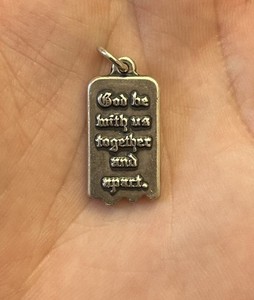 God be
with us
together
and
apart.